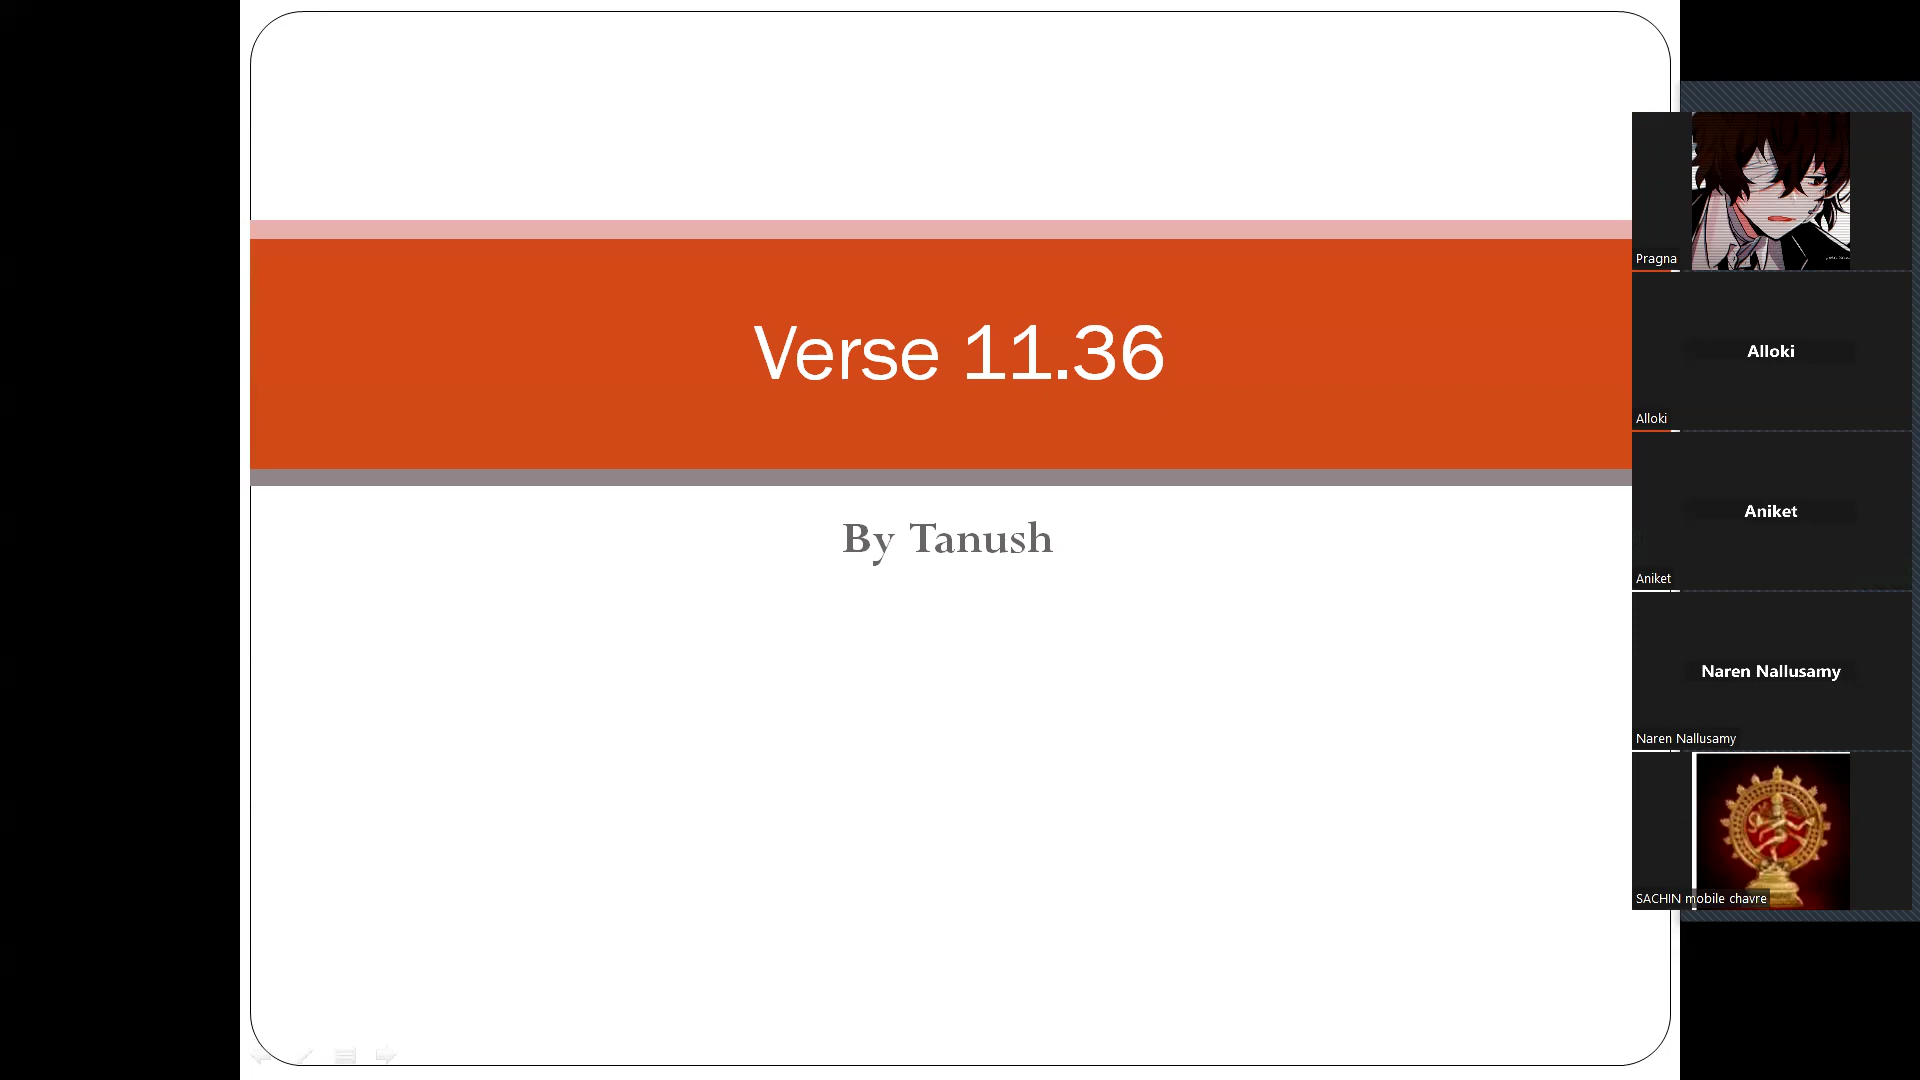 Verse 11.36
By Tanush
Pragna
Alloki
Alloki
Aniket
Aniket
Naren Nallusamy
Naren Nallusamy
SACHIN mobile chavre